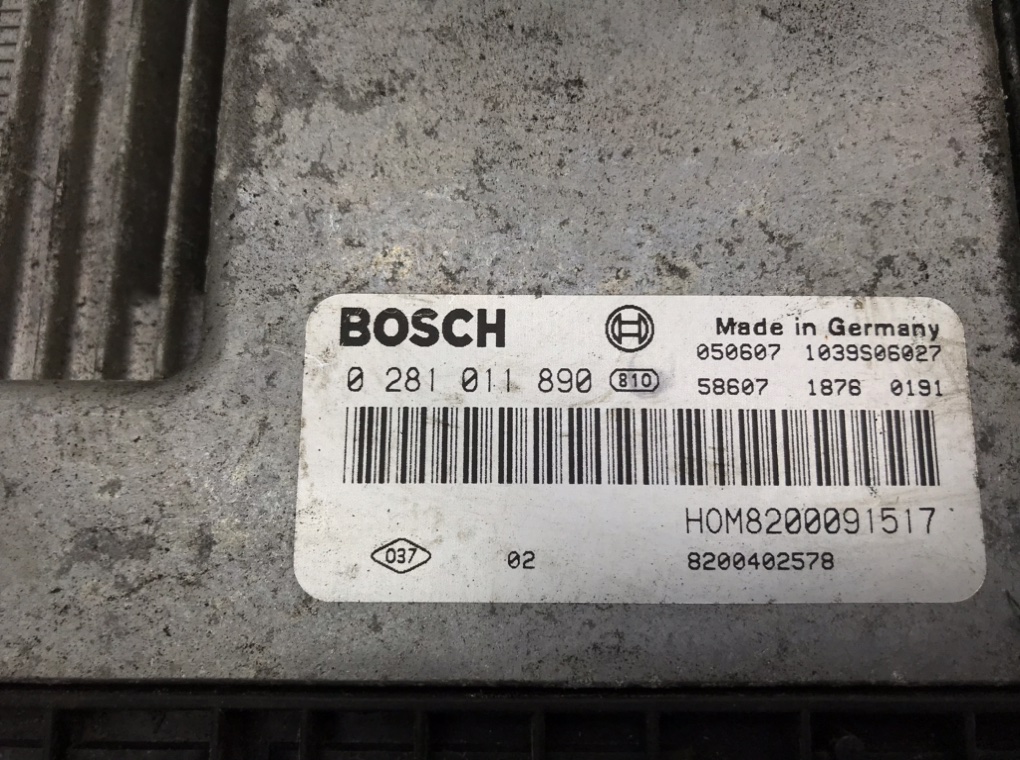 BOSCH
Made in Germany
050607 1039S06027
0 281 011 890 810
58607 1876 0191
HOM8200091517
037 02 8200402578